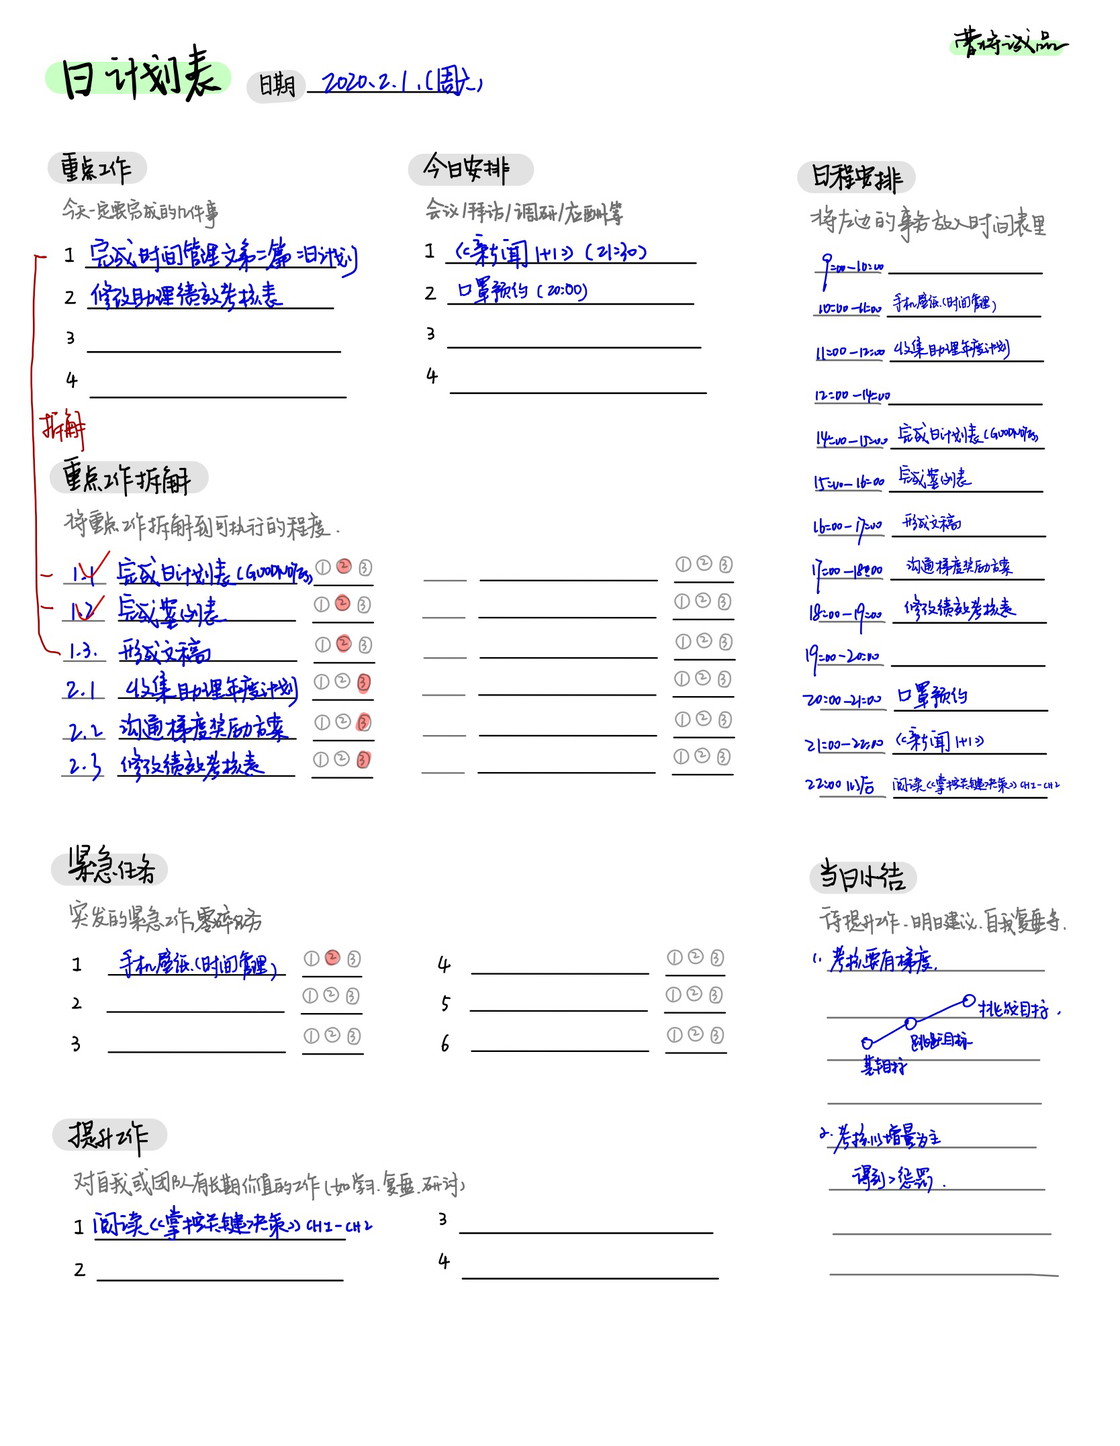 日计划表
日期 2020.2.1.(周六)
重点工作
今天一定要完成的几件事
1 完成时间管理文第二篇:日计划
2 修改助理绩效考核表
3
4
拆解
今日安排
会议/拜访/调研/应酬等
1 《新闻1+1》(21:30)
2 口罩预约(20:00)
3
4
重点工作拆解
将重点工作拆解到可执行的程度.
1.1 完成日计划表(GOODNOTES) ① ② ③
1.2 完成案例表 ① ② ③
1.3. 形成文稿 ① ② ③
2.1 收集助理年度计划 ① ② ③
2.2 沟通梯度奖励方案 ① ② ③
2.3 修改绩效考核表 ① ② ③
① ② ③
① ② ③
① ② ③
① ② ③
① ② ③
① ② ③
紧急任务
突发的紧急工作,零碎任务
1 手机壁纸.(时间管理) ① ② ③
2 ① ② ③
3 ① ② ③
4 ① ② ③
5 ① ② ③
6 ① ② ③
提升工作
对自我或团队有长期价值的工作(如学习.复盘.研讨)
1 阅读《掌控关键决策》CH1-CH2
2
3
4
日程安排
将左边的事务放入时间表里
9:00-10:00
10:00-11:00 手机壁纸.(时间管理)
11:00-12:00 收集助理年度计划
12:00-14:00
14:00-15:00 完成日计划表(GOODNOTES)
15:00-16:00 完成案例表
16:00-17:00 形成文稿
17:00-18:00 沟通梯度奖励方案
18:00-19:00 修改绩效考核表
19:00-20:00
20:00-21:00 口罩预约
21:00-22:00 《新闻1+1》
22:00以后 阅读《掌控关键决策》CH1-CH2
当日小结
待提升工作.明日建议.自我复盘等.
1. 考核要有梯度.
挑战目标.
跳跃目标
基础目标
2. 考核以增量为主
得到>惩罚.